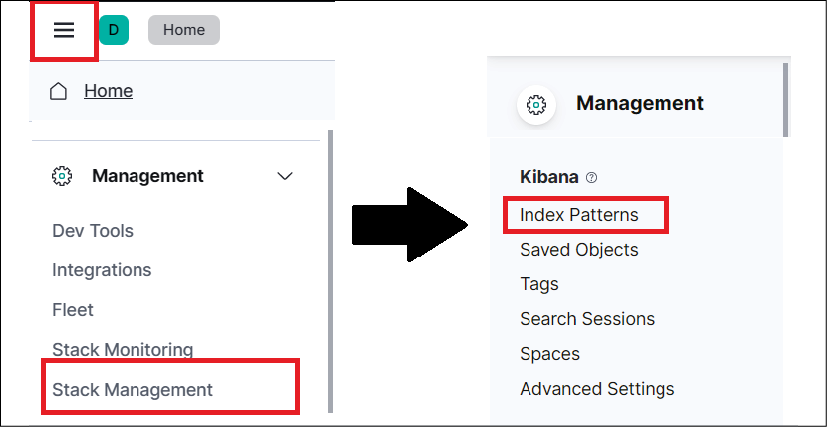 D Home
Home
Management
Dev Tools
Integrations
Fleet
Stack Monitoring
Stack Management
Management
Kibana ?
Index Patterns
Saved Objects
Tags
Search Sessions
Spaces
Advanced Settings